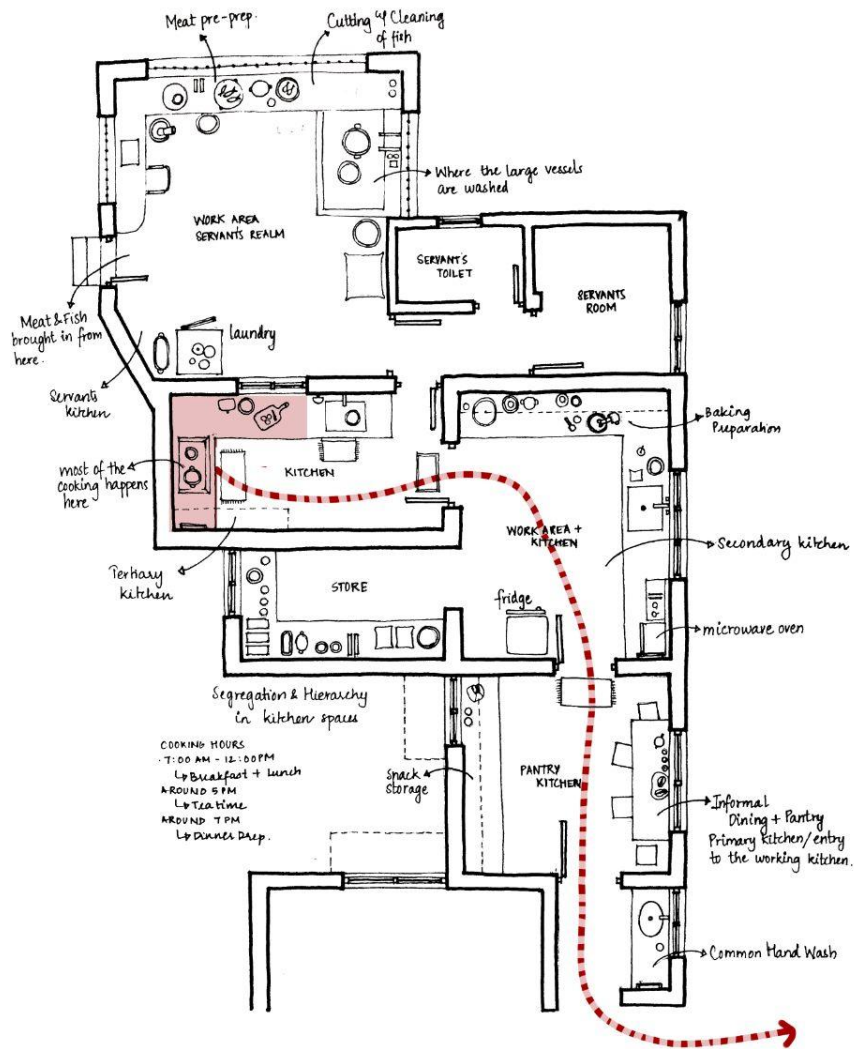 Meat pre-prep.
Cutting & Cleaning
of fish
Where the large vessels
are washed
WORK AREA
SERVANTS REALM
SERVANTS
TOILET
SERVANTS
ROOM
Meat & Fish
brought in from
here.
laundry
Servants
kitchen
Baking
Preparation
most of the
cooking happens
here
KITCHEN
WORK AREA +
KITCHEN
Secondary kitchen
Tertiary
kitchen
STORE
fridge
microwave oven
Segregation & Hierarchy
in kitchen spaces
COOKING HOURS
· 7:00 AM - 12:00PM
↳ Breakfast + Lunch
AROUND 5 PM
↳ Teatime
AROUND 7 PM
↳ Dinner Prep.
Snack
storage
PANTRY
KITCHEN
Informal
Dining + Pantry
Primary kitchen/entry
to the working kitchen.
Common Hand Wash